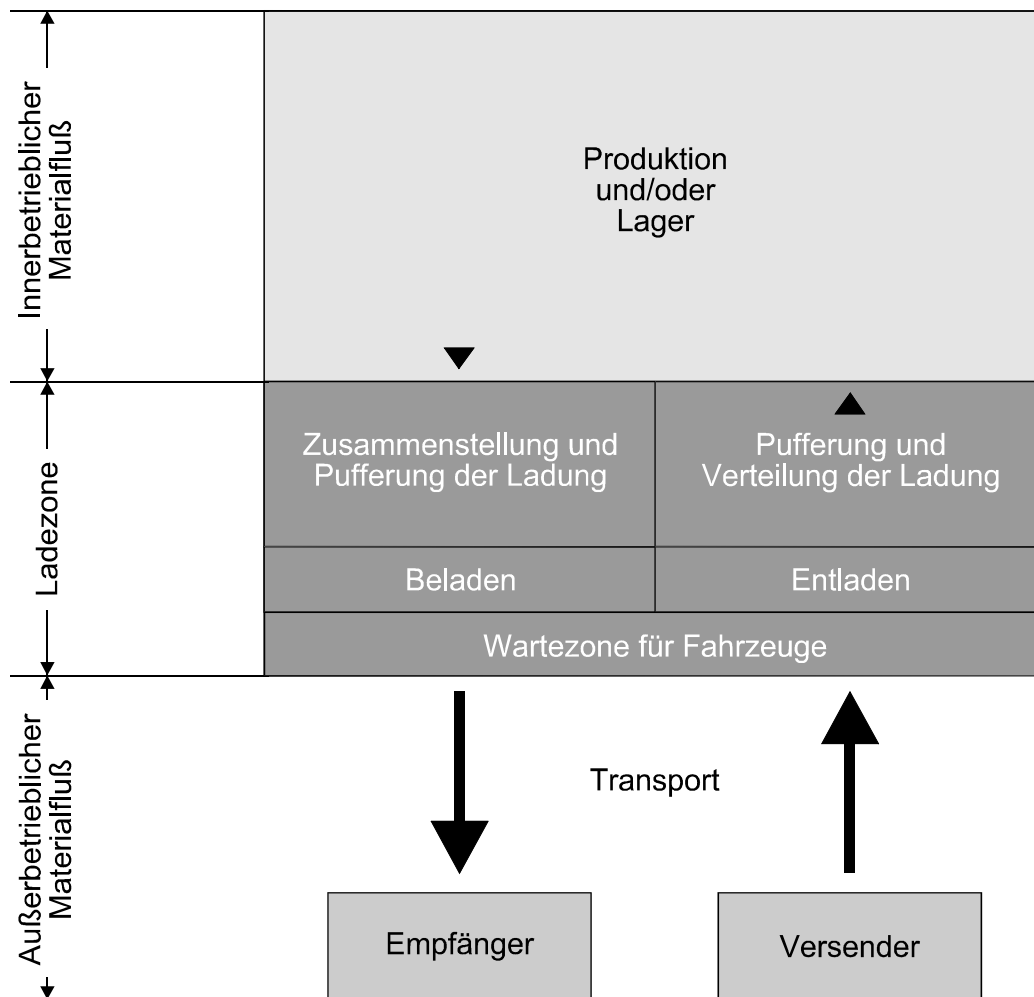 Innerbetrieblicher
Materialfluß
Produktion
und/oder
Lager
Ladezone
Zusammenstellung und
Pufferung der Ladung
Pufferung und
Verteilung der Ladung
Beladen
Entladen
Wartezone für Fahrzeuge
Außerbetrieblicher
Materialfluß
Transport
Empfänger
Versender